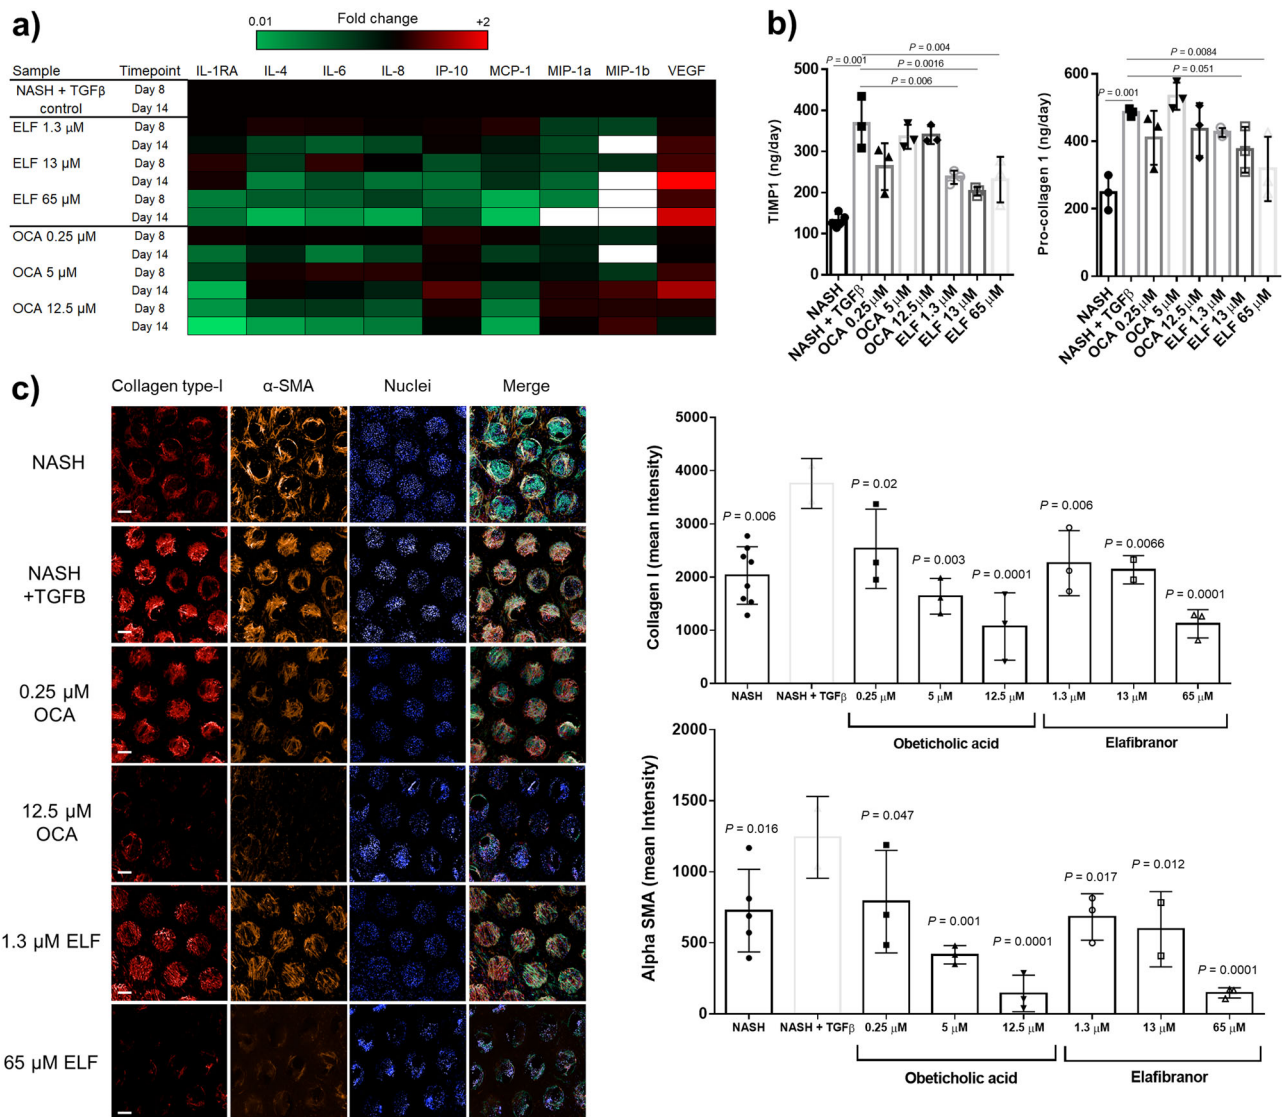 a)
Fold change
0.01
+2
Sample Timepoint IL-1RA IL-4 IL-6 IL-8 IP-10 MCP-1 MIP-1a MIP-1b VEGF
NASH + TGFβ Day 8
control Day 14
ELF 1.3 µM Day 8
Day 14
ELF 13 µM Day 8
Day 14
ELF 65 µM Day 8
Day 14
OCA 0.25 µM Day 8
Day 14
OCA 5 µM Day 8
Day 14
OCA 12.5 µM Day 8
Day 14
b)
P = 0.004
P = 0.001 P = 0.0016
P = 0.006
TIMP1 (ng/day)
500
400
300
200
100
0
NASH
NASH + TGFβ
OCA 0.25 µM
OCA 5 µM
OCA 12.5 µM
ELF 1.3 µM
ELF 13 µM
ELF 65 µM
P = 0.0084
P = 0.051
P = 0.001
Pro-collagen 1 (ng/day)
600
400
200
0
NASH
NASH + TGFβ
OCA 0.25 µM
OCA 5 µM
OCA 12.5 µM
ELF 1.3 µM
ELF 13 µM
ELF 65 µM
c)
Collagen type-I α-SMA Nuclei Merge
NASH
NASH
+TGFB
0.25 µM
OCA
12.5 µM
OCA
1.3 µM ELF
65 µM ELF
Collagen I (mean Intensity)
5000
4000
3000
2000
1000
0
P = 0.006
P = 0.02
P = 0.003
P = 0.0001
P = 0.006
P = 0.0066
P = 0.0001
NASH NASH + TGFβ 0.25 µM 5 µM 12.5 µM 1.3 µM 13 µM 65 µM
Obeticholic acid Elafibranor
Alpha SMA (mean Intensity)
2000
1500
1000
500
0
P = 0.016
P = 0.047
P = 0.001
P = 0.0001
P = 0.017
P = 0.012
P = 0.0001
NASH NASH + TGFβ 0.25 µM 5 µM 12.5 µM 1.3 µM 13 µM 65 µM
Obeticholic acid Elafibranor